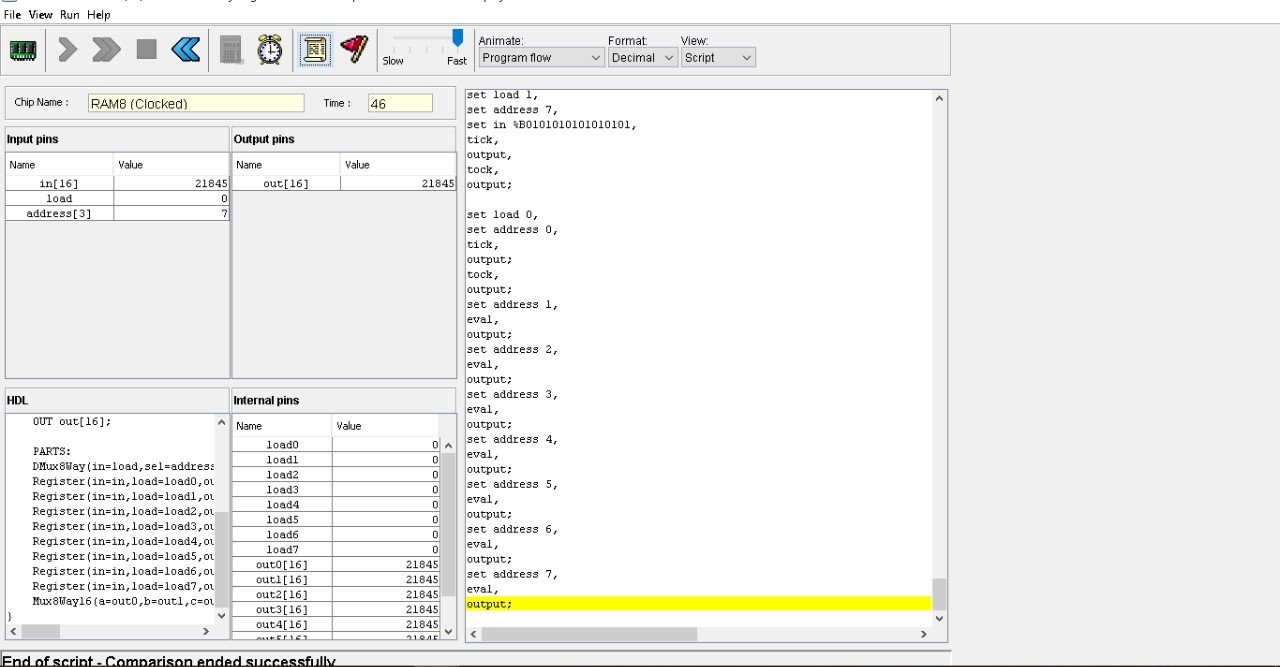 File View Run Help
Slow
Fast
Animate:
Program flow
Format:
Decimal
View:
Script
Chip Name :
RAM8 (Clocked)
Time :
46
Input pins
Name Value
in[16] 21845
load 0
address[3] 7
Output pins
Name Value
out[16] 21845
HDL
OUT out[16];
PARTS:
DMux8Way(in=load,sel=address
Register(in=in,load=load0,ou
Register(in=in,load=load1,ou
Register(in=in,load=load2,ou
Register(in=in,load=load3,ou
Register(in=in,load=load4,ou
Register(in=in,load=load5,ou
Register(in=in,load=load6,ou
Register(in=in,load=load7,ou
Mux8Way16(a=out0,b=out1,c=ou
}
Internal pins
Name Value
load0 0
load1 0
load2 0
load3 0
load4 0
load5 0
load6 0
load7 0
out0[16] 21845
out1[16] 21845
out2[16] 21845
out3[16] 21845
out4[16] 21845
out5[16] 21845
set load 1,
set address 7,
set in %B0101010101010101,
tick,
output,
tock,
output;
set load 0,
set address 0,
tick,
output;
tock,
output;
set address 1,
eval,
output;
set address 2,
eval,
output;
set address 3,
eval,
output;
set address 4,
eval,
output;
set address 5,
eval,
output;
set address 6,
eval,
output;
set address 7,
eval,
output;
End of script - Comparison ended successfully